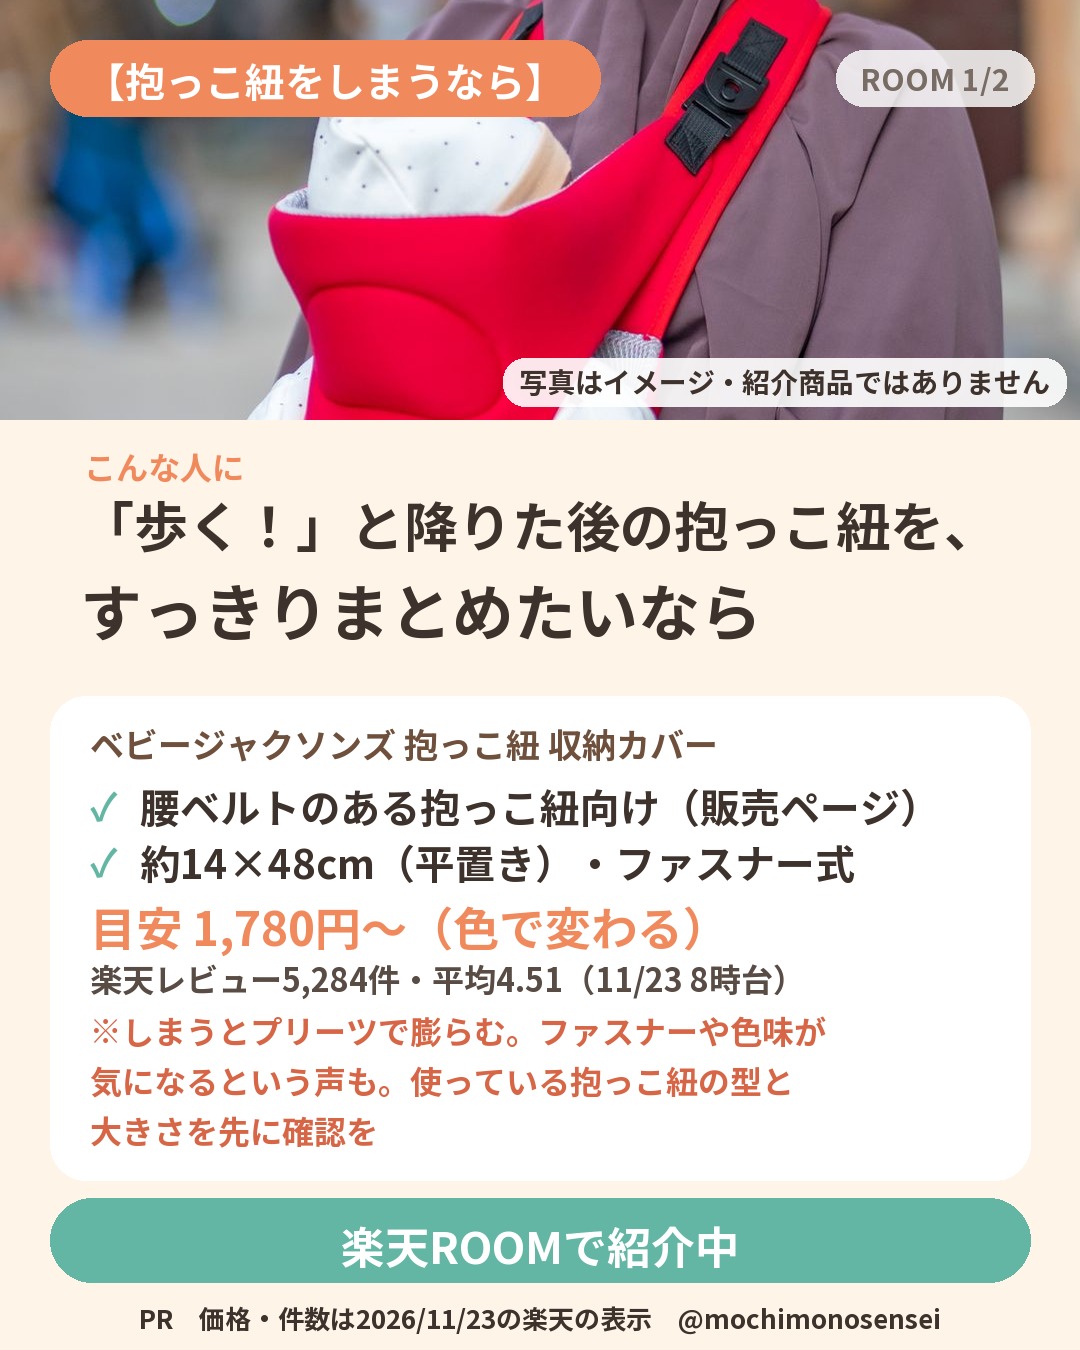 【抱っこ紐をしまうなら】
ROOM 1/2
写真はイメージ・紹介商品ではありません
こんな人に
「歩く！」と降りた後の抱っこ紐を、
すっきりまとめたいなら
ベビージャクソンズ 抱っこ紐 収納カバー
✓ 腰ベルトのある抱っこ紐向け（販売ページ）
✓ 約14×48cm（平置き）・ファスナー式
目安 1,780円〜（色で変わる）
楽天レビュー5,284件・平均4.51（11/23 8時台）
※しまうとプリーツで膨らむ。ファスナーや色味が
気になるという声も。使っている抱っこ紐の型と
大きさを先に確認を
楽天ROOMで紹介中
PR　価格・件数は2026/11/23の楽天の表示　@mochimonosensei